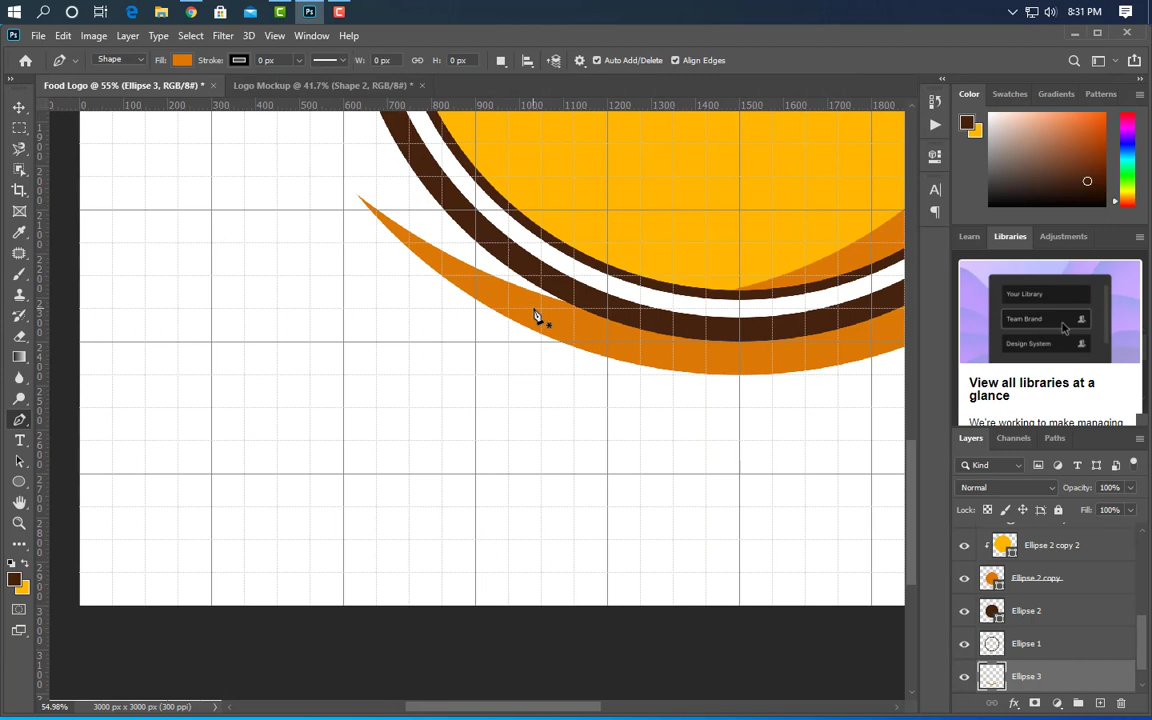 8:31 PM
Ps File Edit Image Layer Type Select Filter 3D View Window Help
Shape Fill: Stroke: 0 px W: 0 px H: 0 px Auto Add/Delete Align Edges
Food Logo @ 55% (Ellipse 3, RGB/8#) * × Logo Mockup @ 41.7% (Shape 2, RGB/8#) * ×
0 100 200 300 400 500 600 700 800 900 1000 1100 1200 1300 1400 1500 1600 1700 1800
Color Swatches Gradients Patterns
Learn Libraries Adjustments
Your Library
Team Brand
Design System
View all libraries at a
glance
We're working to make managing
Layers Channels Paths
Kind
Normal Opacity: 100%
Lock: Fill: 100%
Ellipse 2 copy 2
Ellipse 2 copy
Ellipse 2
Ellipse 1
Ellipse 3
54.98% 3000 px x 3000 px (300 ppi)